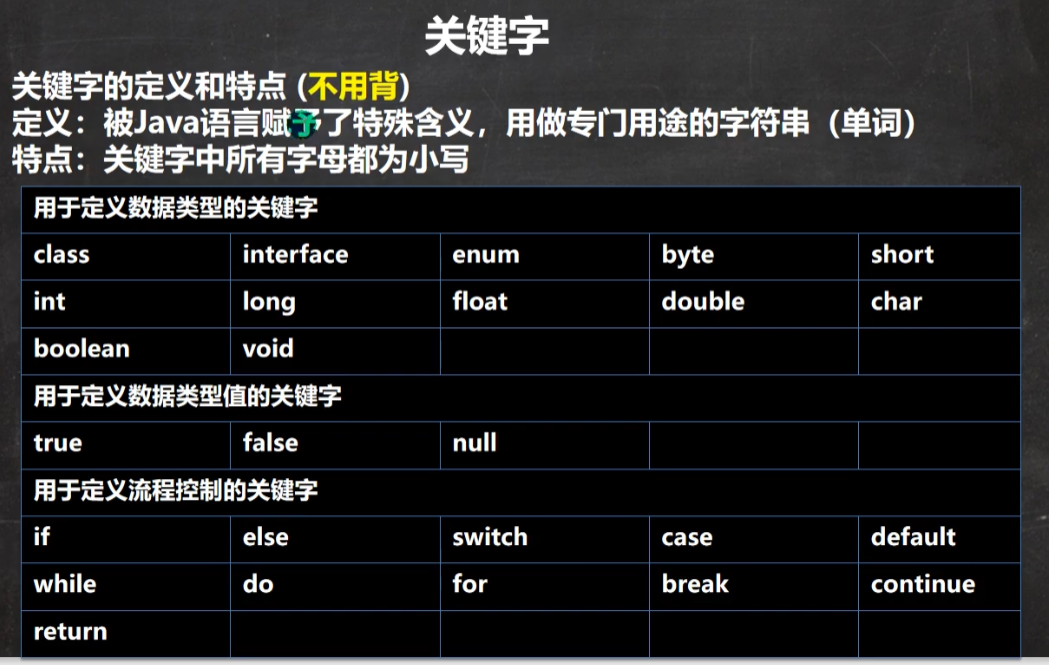 关键字
关键字的定义和特点 (不用背)
定义：被Java语言赋予了特殊含义，用做专门用途的字符串（单词）
特点：关键字中所有字母都为小写
用于定义数据类型的关键字
class interface enum byte short
int long float double char
boolean void
用于定义数据类型值的关键字
true false null
用于定义流程控制的关键字
if else switch case default
while do for break continue
return